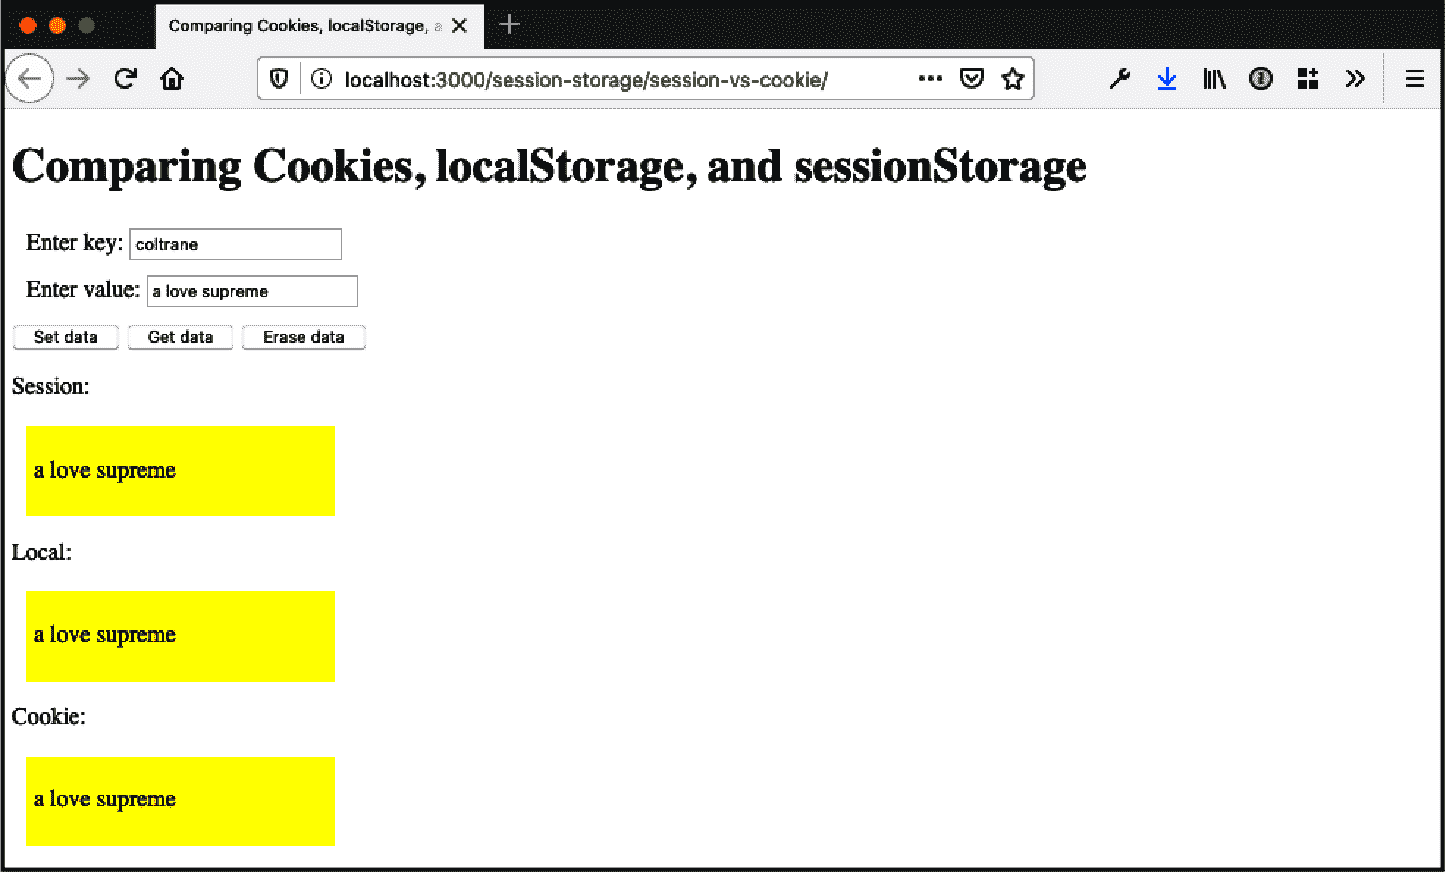 Comparing Cookies, localStorage, a
localhost:3000/session-storage/session-vs-cookie/
Comparing Cookies, localStorage, and sessionStorage
Enter key: coltrane
Enter value: a love supreme
Set data Get data Erase data
Session:
a love supreme
Local:
a love supreme
Cookie:
a love supreme